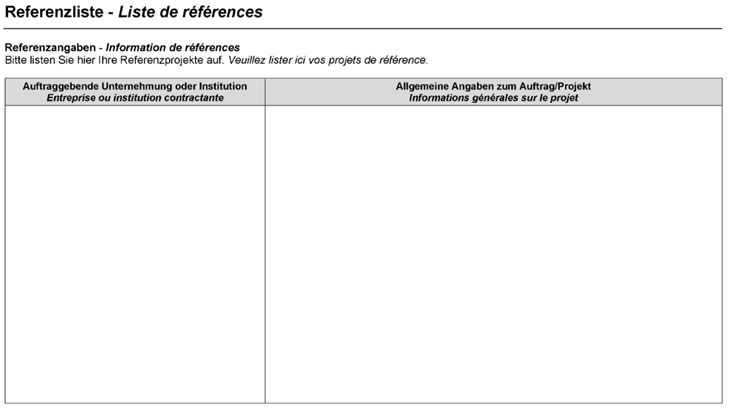 Referenzliste - Liste de références
Referenzangaben - Information de références
Bitte listen Sie hier Ihre Referenzprojekte auf. Veuillez lister ici vos projets de référence.
Auftraggebende Unternehmung oder Institution
Entreprise ou institution contractante
Allgemeine Angaben zum Auftrag/Projekt
Informations générales sur le projet